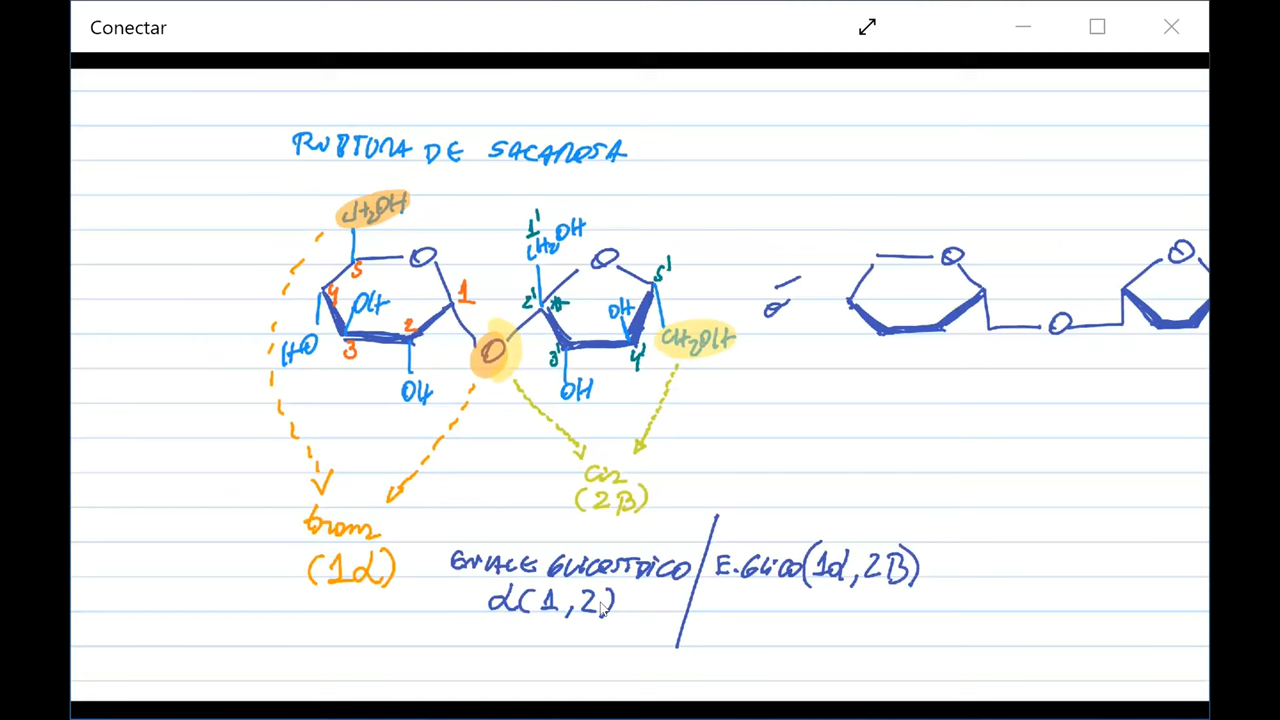 Conectar
RUPTURA DE SACAROSA
CH2OH
1'
CH2OH
O
O
O
O
5
5'
4
OH
1
2'
OH
HO
3
2
O
3'
4'
CH2OH
O
OH
OH
cis
(2β)
trans
(1α)
ENLACE GLICOSÍDICO
α(1,2)
E.GLICO(1α,2β)